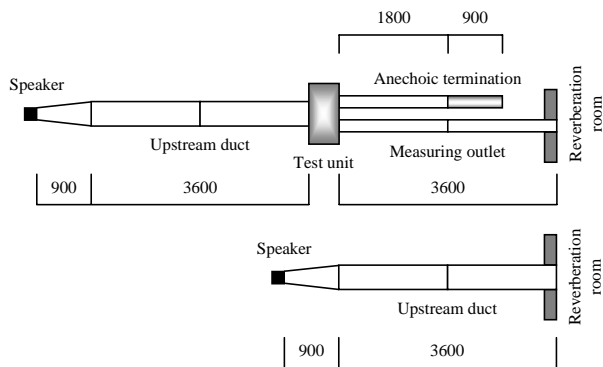 1800
900
Speaker
Anechoic termination
Upstream duct
Test unit
Measuring outlet
Reverberation
room
900
3600
3600
Speaker
Upstream duct
Reverberation
room
900
3600